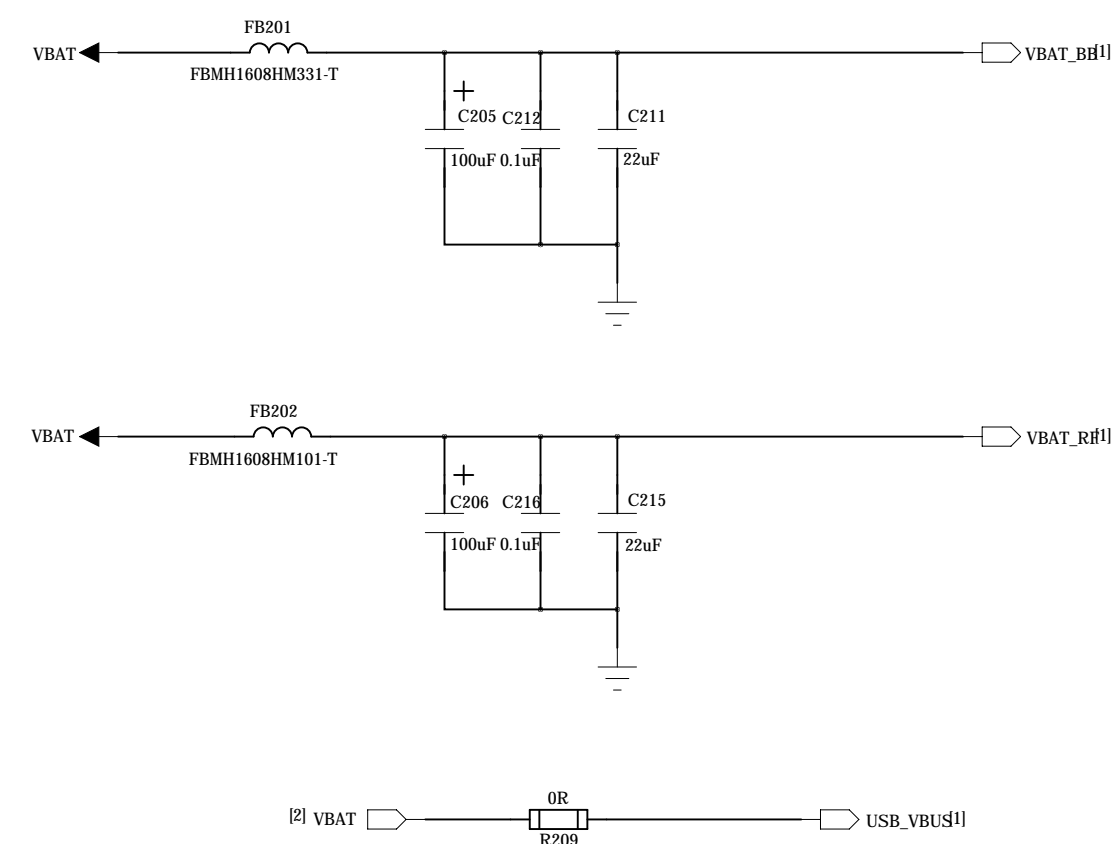 FB201
VBAT
VBAT_BB[1]
FBMH1608HM331-T
+
C205 C212 C211
100uF 0.1uF 22uF
FB202
VBAT
VBAT_RF[1]
FBMH1608HM101-T
+
C206 C216 C215
100uF 0.1uF 22uF
0R
[2] VBAT
USB_VBUS[1]
R209